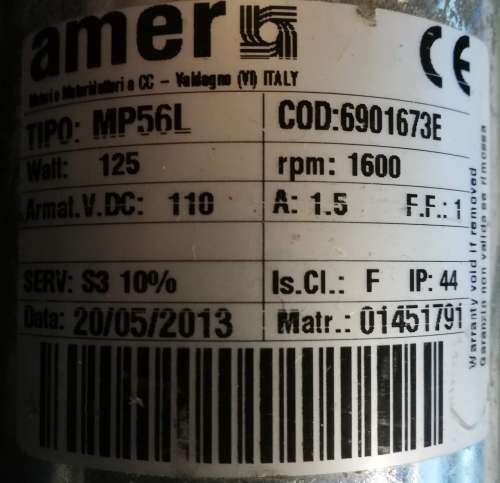 amer
Motori e Motoriduttori a CC - Valdagno (VI) ITALY
CE
TIPO: MP56L COD:6901673E
Watt: 125 rpm: 1600
Armat.V.DC: 110 A: 1.5 F.F.: 1
SERV: S3 10% Is.Cl.: F IP: 44
Data: 20/05/2013 Matr.: 01451791
Warranty void if removed
Garanzia non valida se rimossa